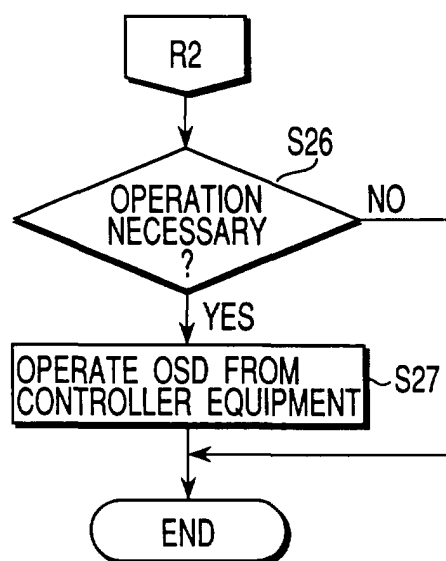 R2
S26
OPERATION
NECESSARY
?
NO
YES
OPERATE OSD FROM
CONTROLLER EQUIPMENT
S27
END